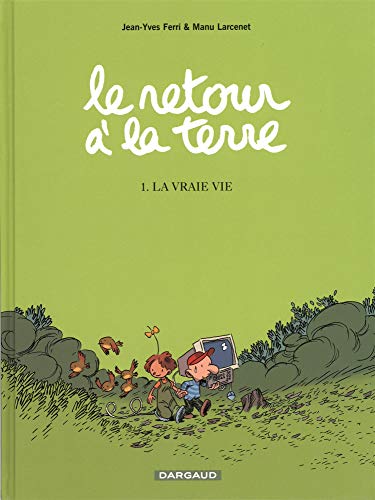 Jean-Yves Ferri & Manu Larcenet
le retour
à la terre
1. LA VRAIE VIE
DARGAUD